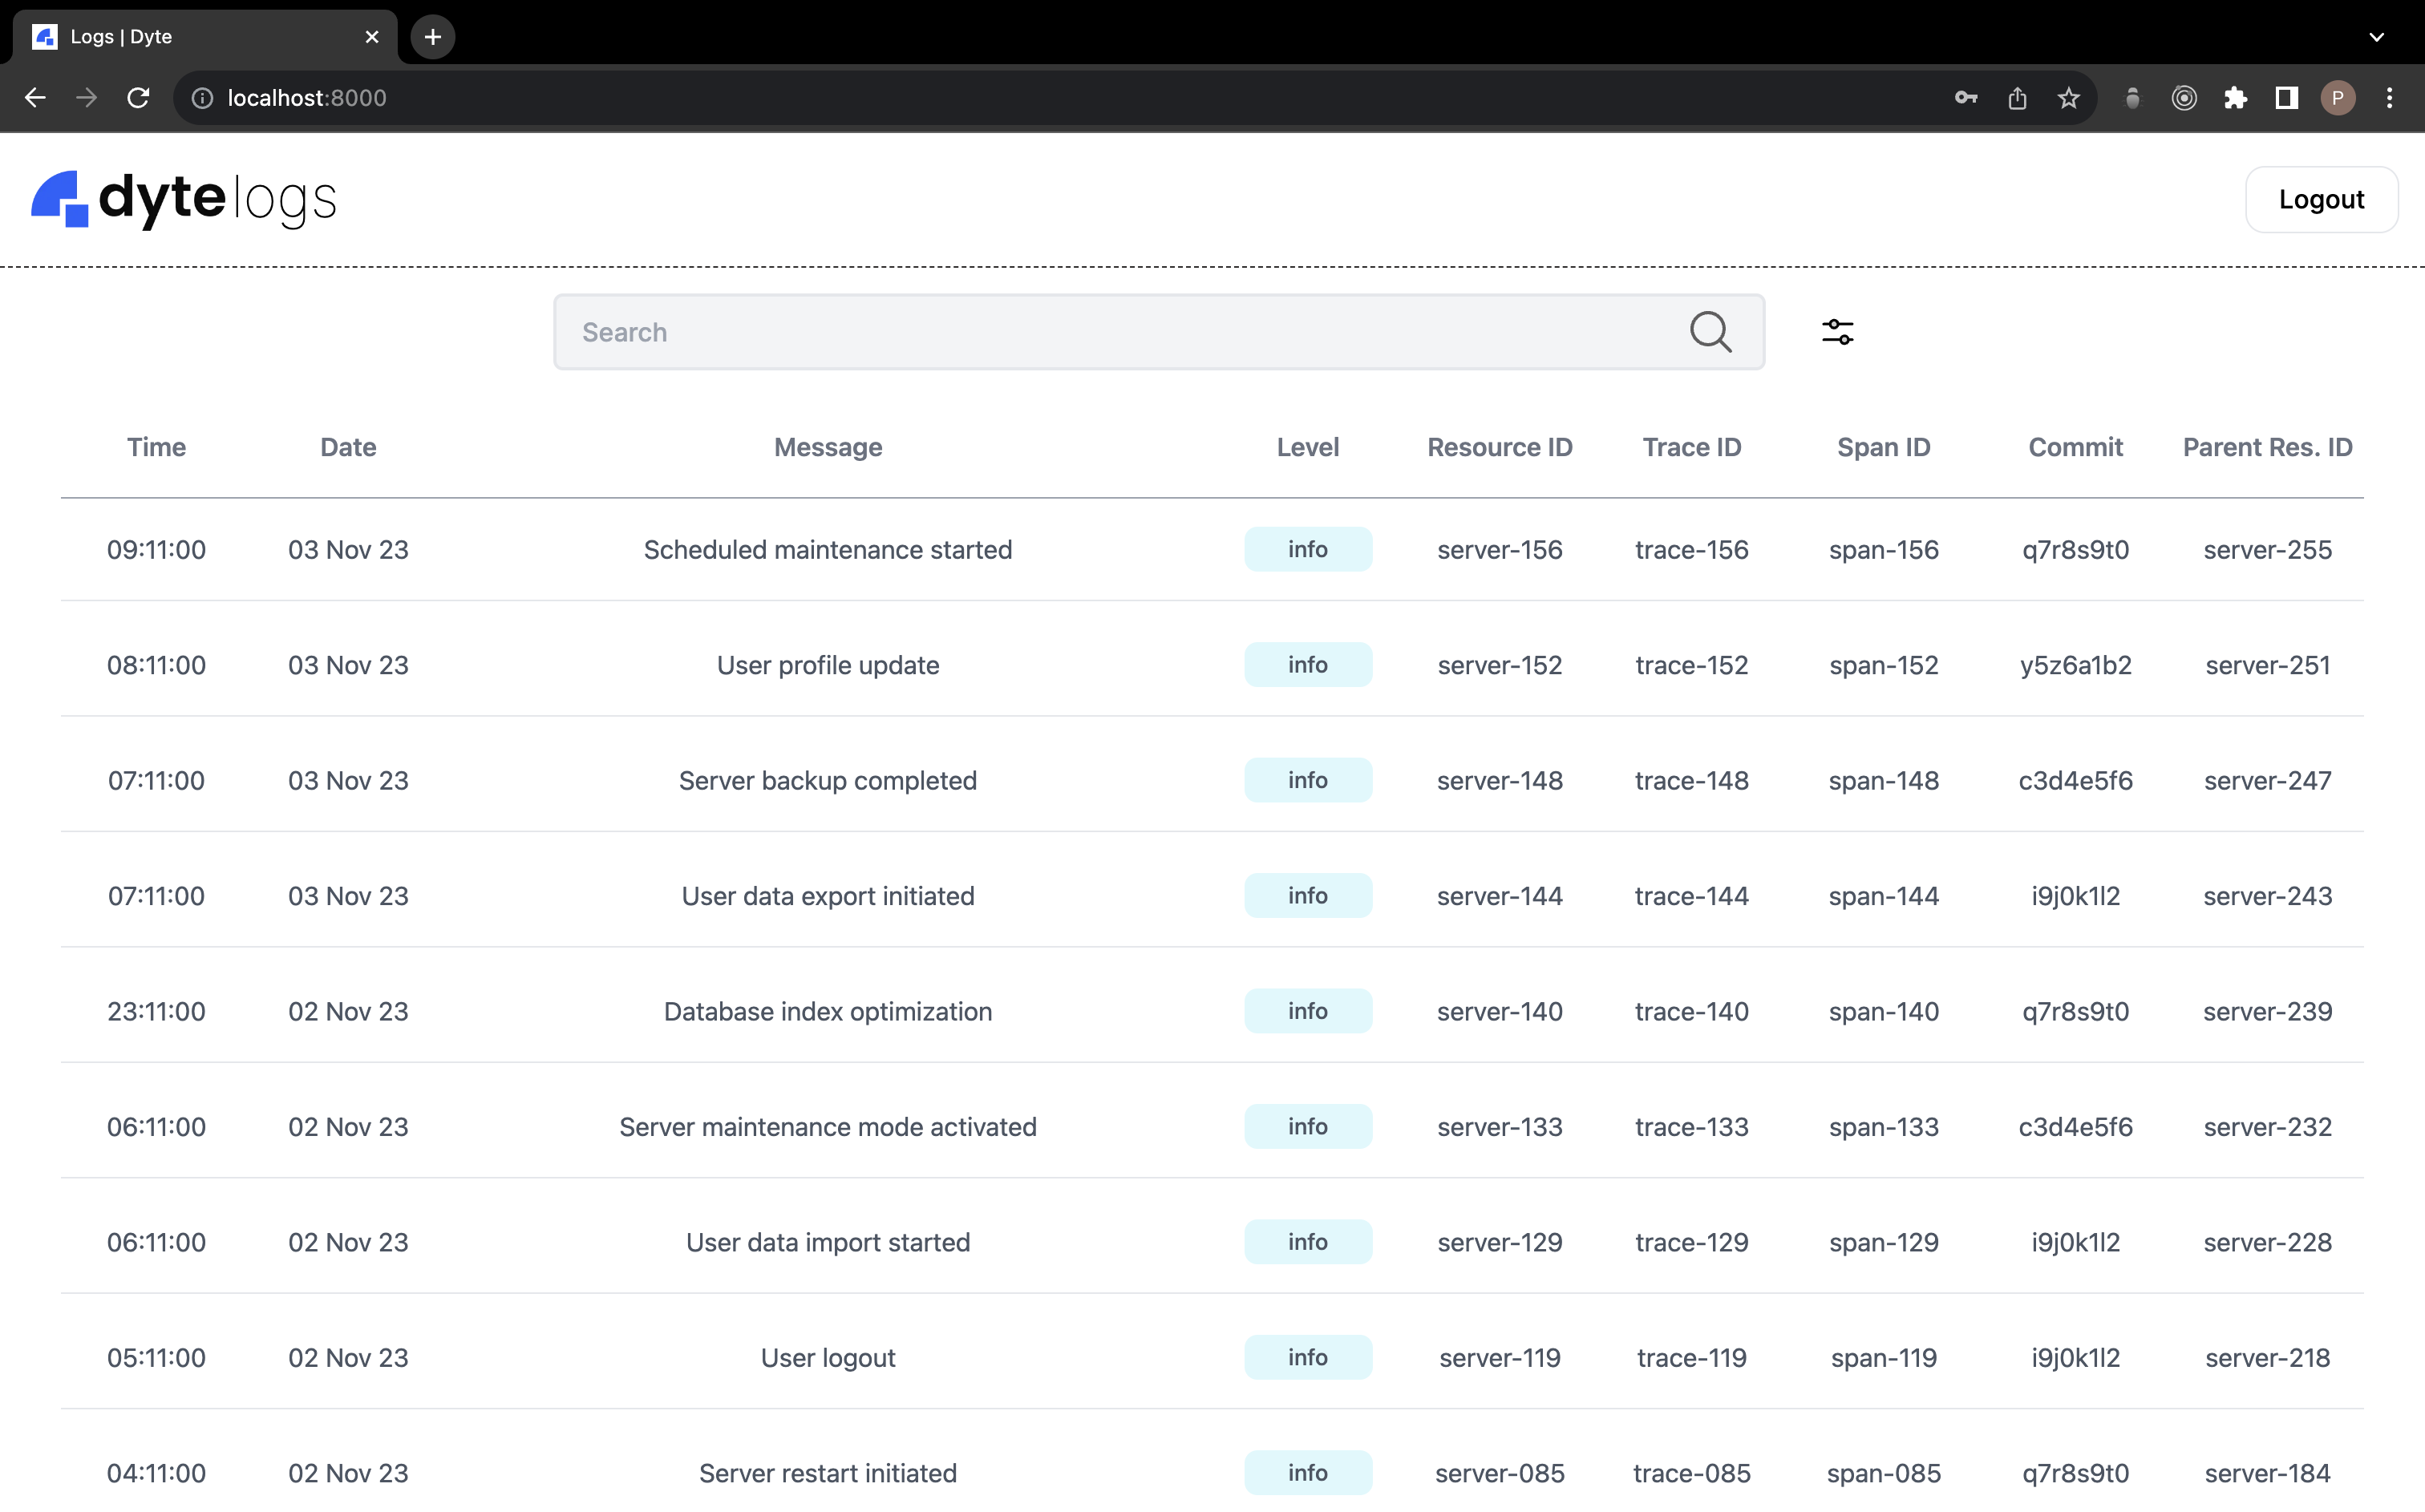 Logs | Dyte
localhost:8000
P
dyte logs
Logout
Search
Time Date Message Level Resource ID Trace ID Span ID Commit Parent Res. ID
09:11:00 03 Nov 23 Scheduled maintenance started info server-156 trace-156 span-156 q7r8s9t0 server-255
08:11:00 03 Nov 23 User profile update info server-152 trace-152 span-152 y5z6a1b2 server-251
07:11:00 03 Nov 23 Server backup completed info server-148 trace-148 span-148 c3d4e5f6 server-247
07:11:00 03 Nov 23 User data export initiated info server-144 trace-144 span-144 i9j0k1l2 server-243
23:11:00 02 Nov 23 Database index optimization info server-140 trace-140 span-140 q7r8s9t0 server-239
06:11:00 02 Nov 23 Server maintenance mode activated info server-133 trace-133 span-133 c3d4e5f6 server-232
06:11:00 02 Nov 23 User data import started info server-129 trace-129 span-129 i9j0k1l2 server-228
05:11:00 02 Nov 23 User logout info server-119 trace-119 span-119 i9j0k1l2 server-218
04:11:00 02 Nov 23 Server restart initiated info server-085 trace-085 span-085 q7r8s9t0 server-184